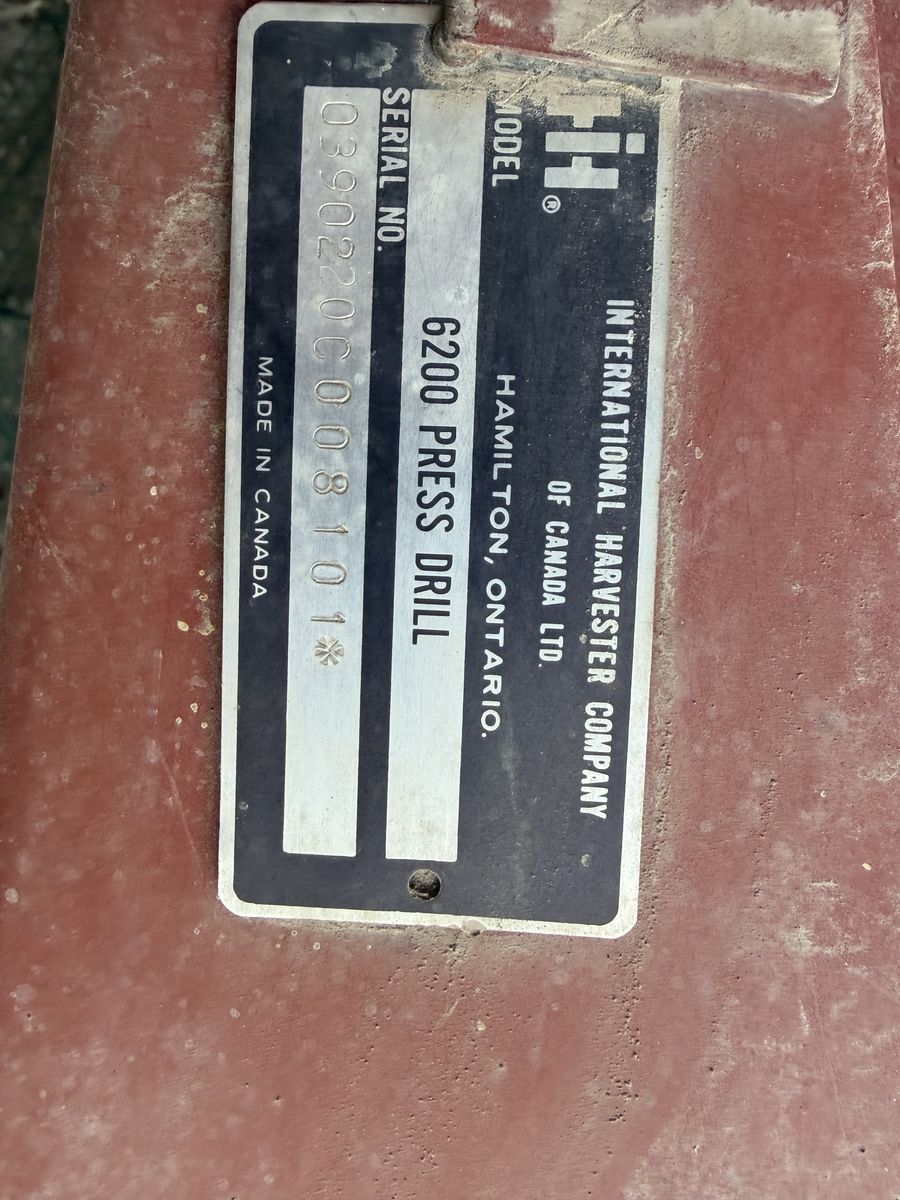 IH®
INTERNATIONAL HARVESTER COMPANY
OF CANADA LTD.
HAMILTON, ONTARIO.
MODEL
6200 PRESS DRILL
SERIAL NO.
0390220C008101*
MADE IN CANADA